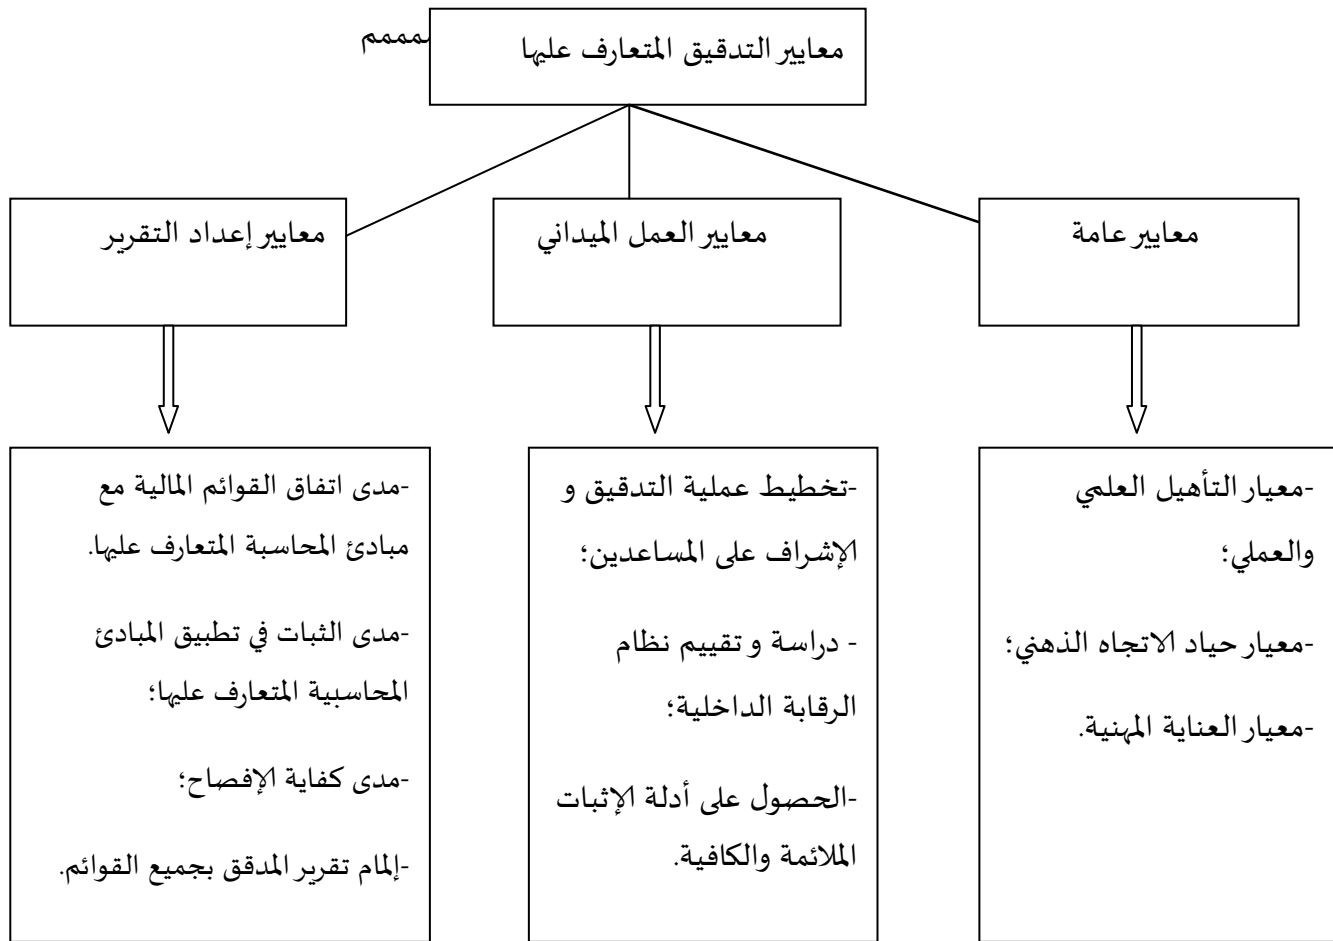 معايير التدقيق المتعارف عليها
معايير عامة
معايير العمل الميداني
معايير إعداد التقرير
-معيار التأهيل العلمي
والعملي؛
-معيار حياد الاتجاه الذهني؛
-معيار العناية المهنية.
-تخطيط عملية التدقيق و
الإشراف على المساعدين؛
- دراسة و تقييم نظام
الرقابة الداخلية؛
-الحصول على أدلة الإثبات
الملائمة والكافية.
-مدى اتفاق القوائم المالية مع
مبادئ المحاسبة المتعارف عليها.
-مدى الثبات في تطبيق المبادئ
المحاسبية المتعارف عليها؛
-مدى كفاية الإفصاح؛
-إلمام تقرير المدقق بجميع القوائم.